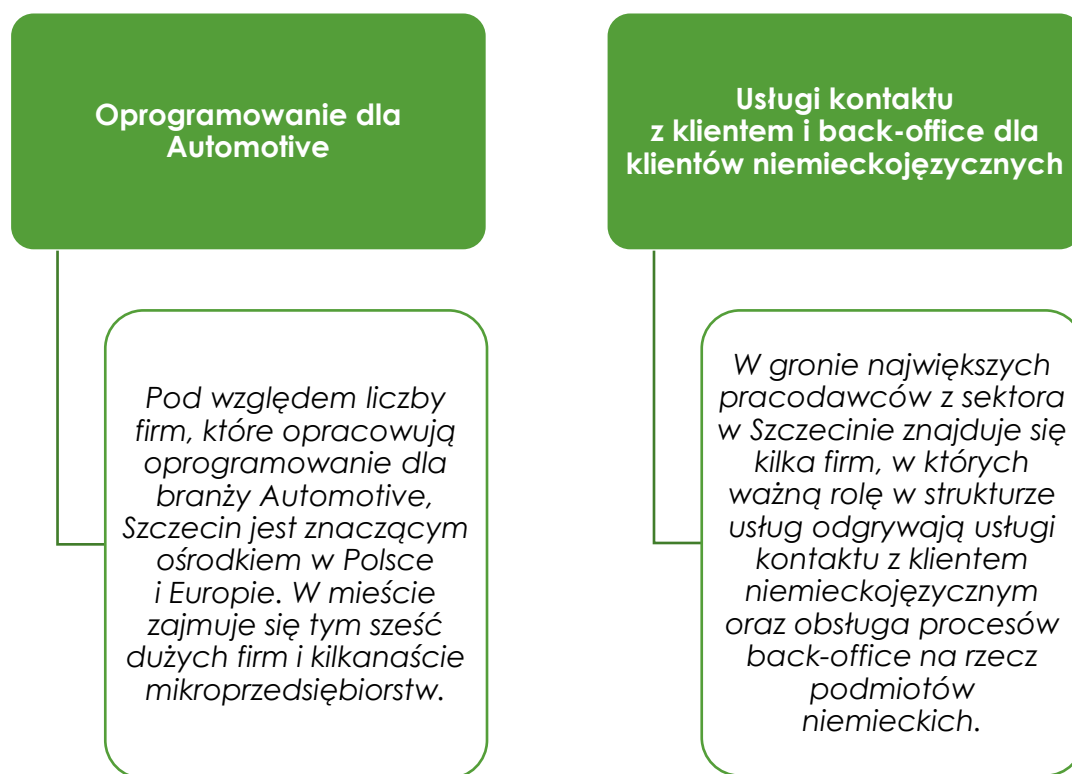 Oprogramowanie dla
Automotive
Pod względem liczby
firm, które opracowują
oprogramowanie dla
branży Automotive,
Szczecin jest znaczącym
ośrodkiem w Polsce
i Europie. W mieście
zajmuje się tym sześć
dużych firm i kilkanaście
mikroprzedsiębiorstw.
Usługi kontaktu
z klientem i back-office dla
klientów niemieckojęzycznych
W gronie największych
pracodawców z sektora
w Szczecinie znajduje się
kilka firm, w których
ważną rolę w strukturze
usług odgrywają usługi
kontaktu z klientem
niemieckojęzycznym
oraz obsługa procesów
back-office na rzecz
podmiotów
niemieckich.